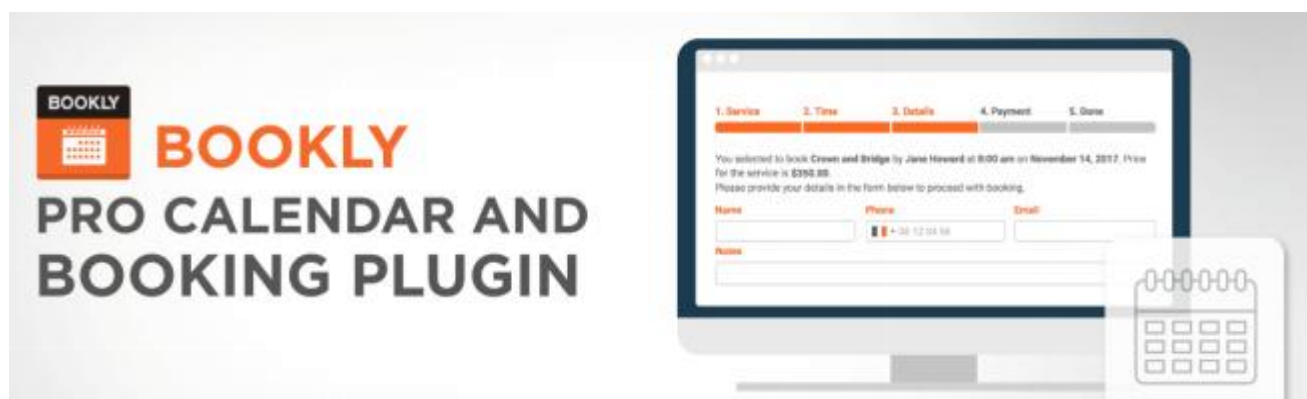 BOOKLY
BOOKLY
PRO CALENDAR AND
BOOKING PLUGIN
1. Service 2. Time 3. Details 4. Payment 5. Done
You selected to book Crown and Bridge by Jane Howard at 8:00 am on November 14, 2017. Price
for the service is $350.00.
Please provide your details in the form below to proceed with booking.
Name Phone Email
Notes